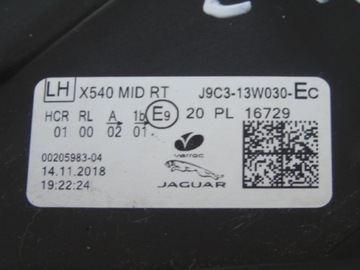 LH X540 MID RT J9C3-13W030-EC
HCR RL A 1b E9 20 PL 16729
01 00 02 01
00205983-04
14.11.2018
19:22:24
varroc
JAGUAR